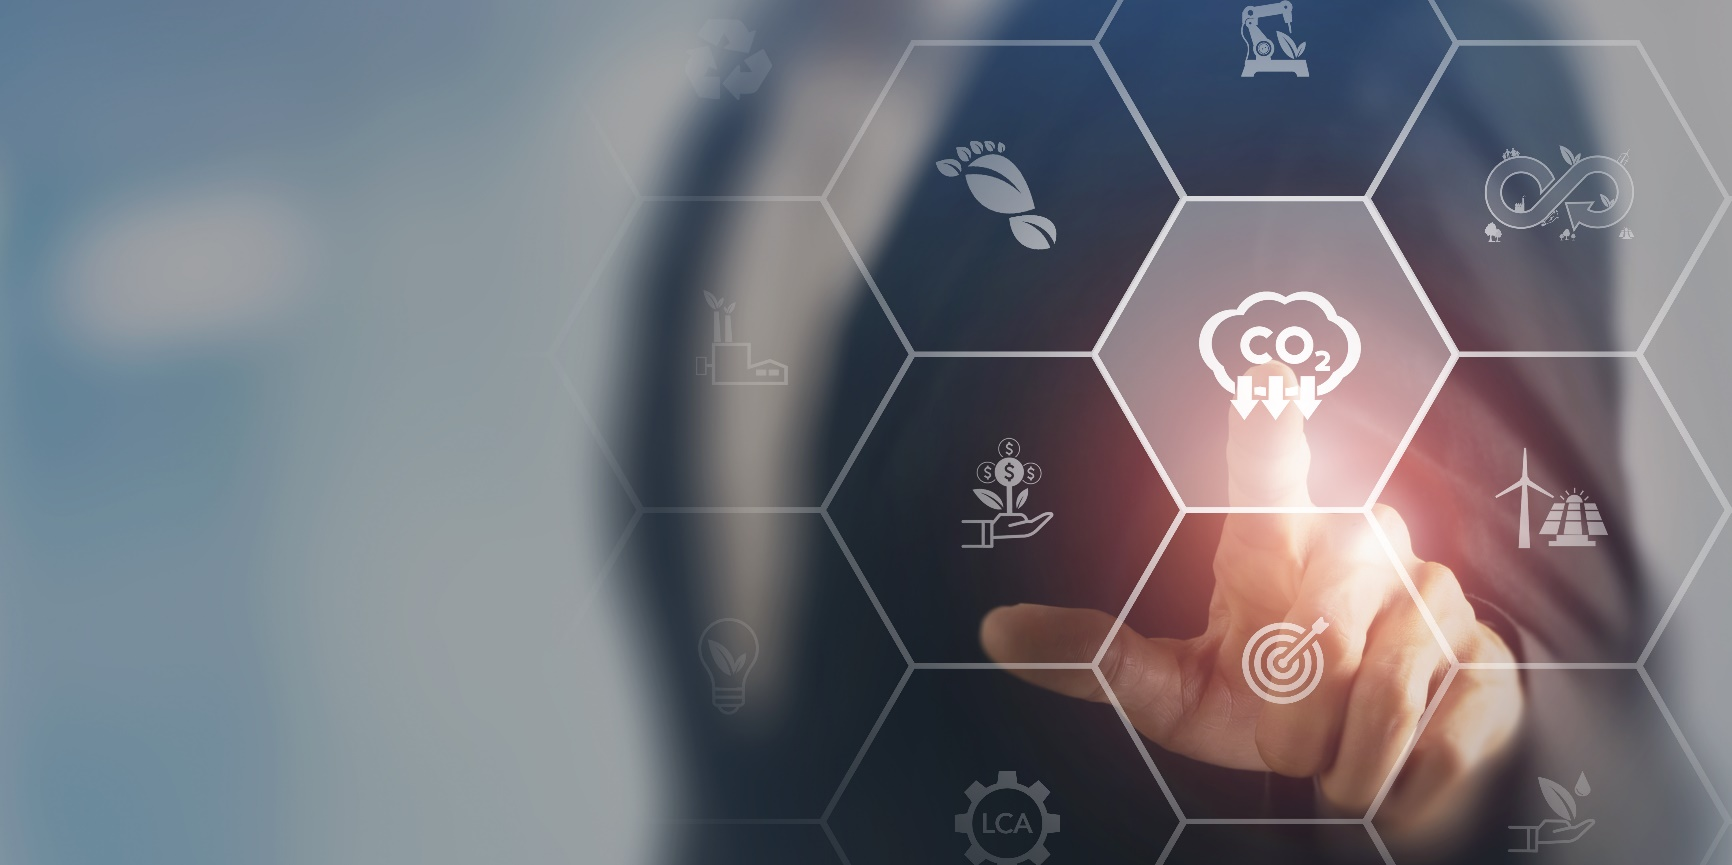 CO₂
$
$ $ $
LCA